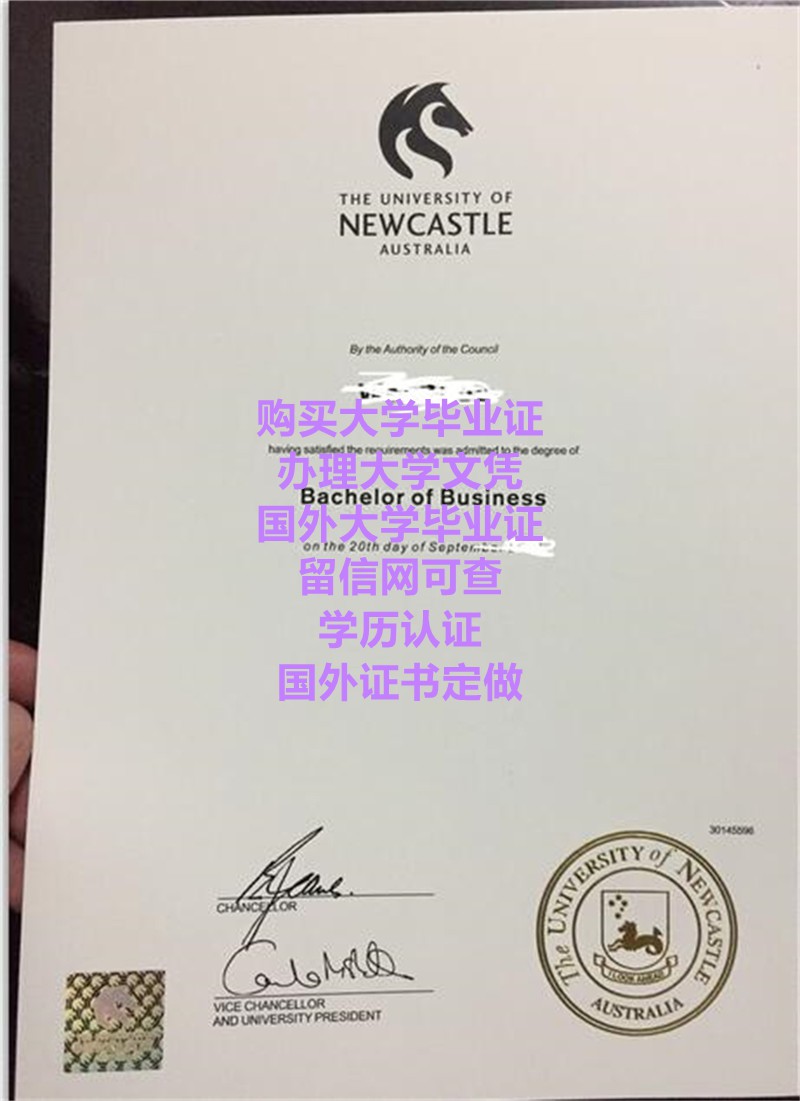 THE UNIVERSITY OF
NEWCASTLE
AUSTRALIA
By the Authority of the Council
购买大学毕业证
having satisfied the requirements was admitted to the degree of
办理大学文凭
Bachelor of Business
国外大学毕业证
on the 20th day of September
留信网可查
学历认证
国外证书定做
30145596
CHANCELLOR
VICE CHANCELLOR
AND UNIVERSITY PRESIDENT
The UNIVERSITY of NEWCASTLE
I LOOK AHEAD
AUSTRALIA